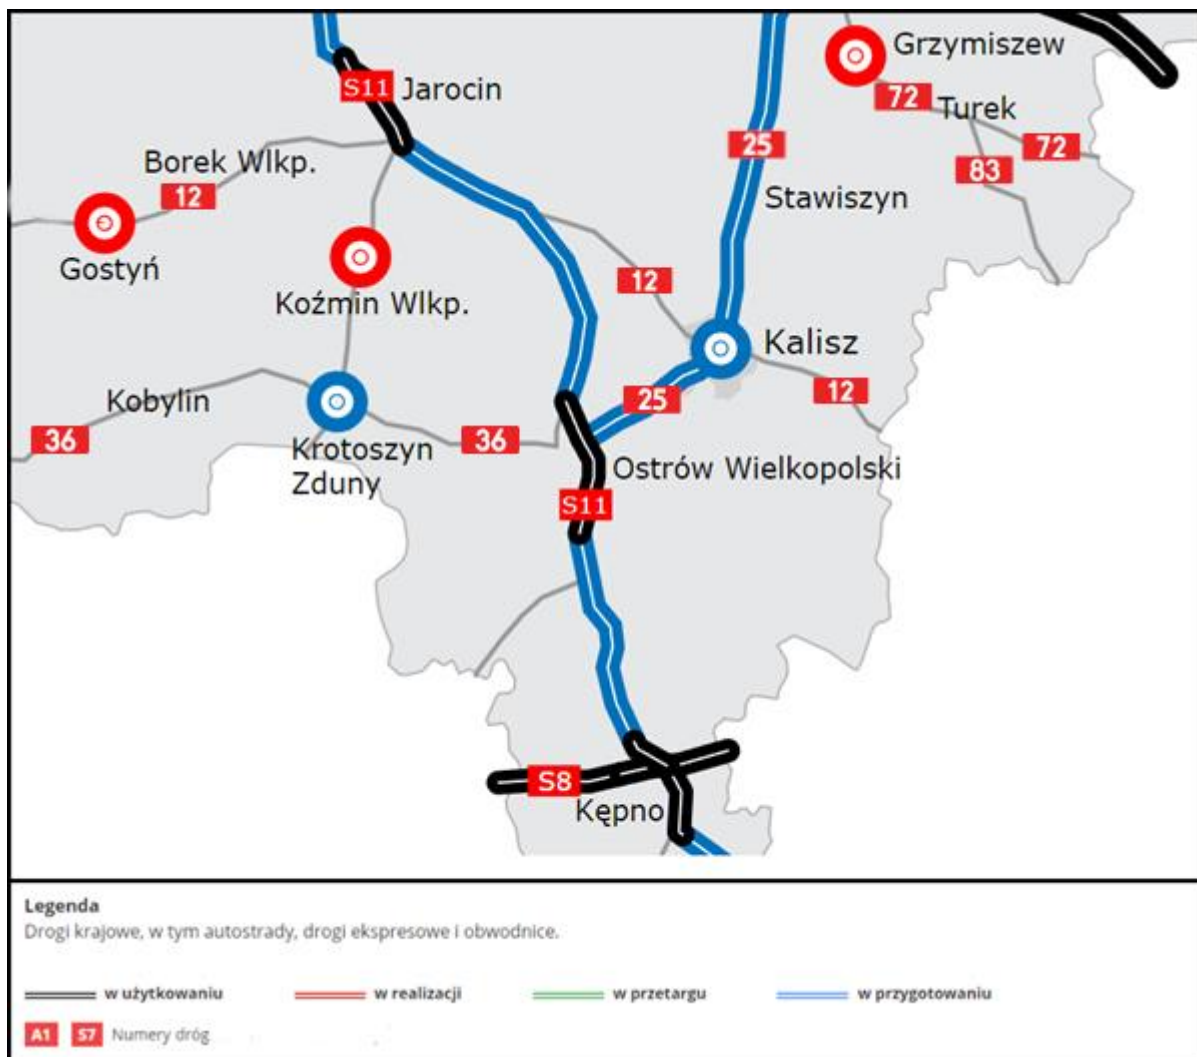 Grzymiszew
S11
Jarocin
72
Turek
25
72
Borek Wlkp.
83
12
Stawiszyn
Gostyń
12
Koźmin Wlkp.
Kalisz
Kobylin
25
12
36
Krotoszyn
Zduny
36
Ostrów Wielkopolski
S11
S8
Kępno
Legenda
Drogi krajowe, w tym autostrady, drogi ekspresowe i obwodnice.
w użytkowaniu w realizacji w przetargu w przygotowaniu
A1 S7 Numery dróg